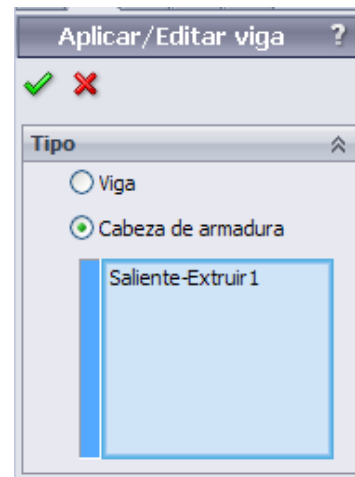 Aplicar/Editar viga ?
Tipo
Viga
Cabeza de armadura
Saliente-Extruir1